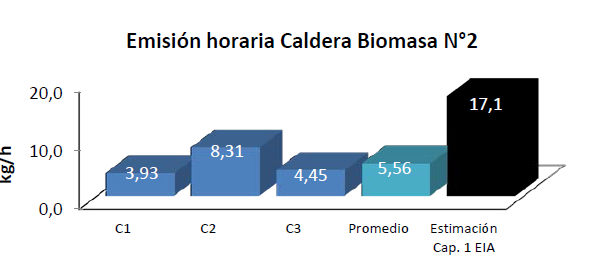 Emisión horaria Caldera Biomasa N°2
kg/h
20,0
10,0
0,0
3,93
8,31
4,45
5,56
17,1
C1
C2
C3
Promedio
Estimación
Cap. 1 EIA